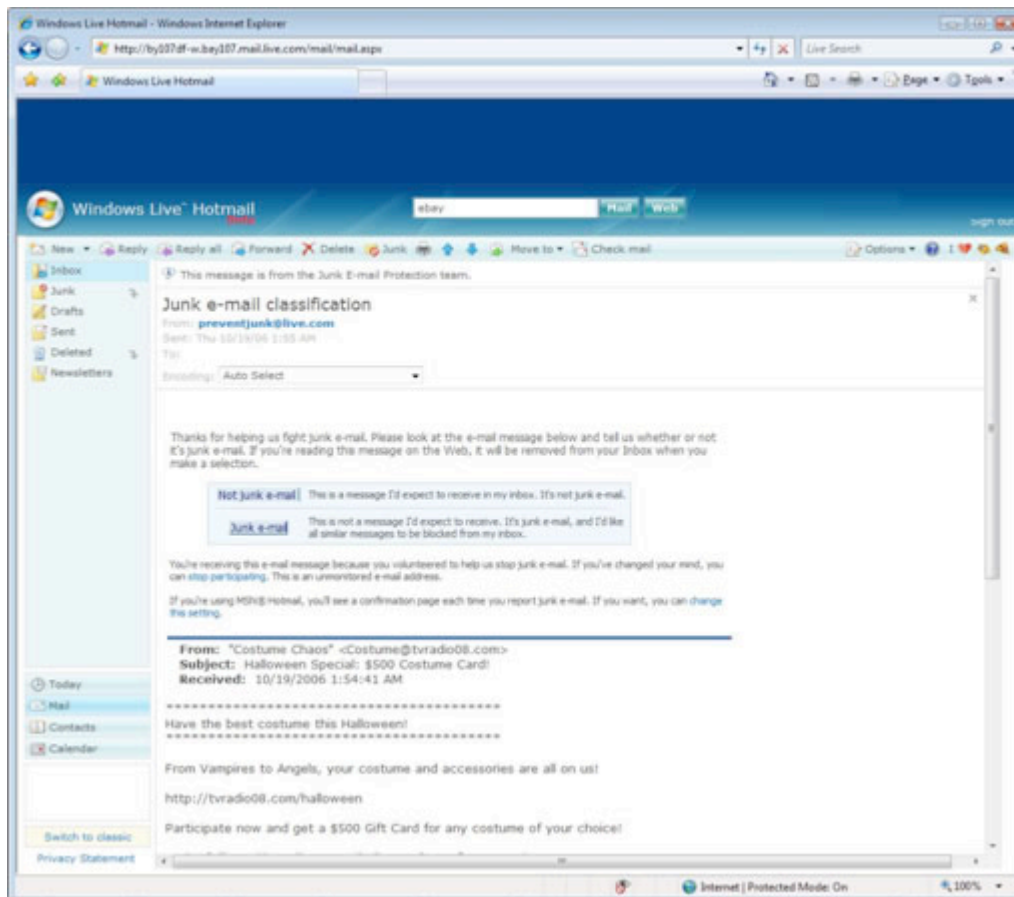 Windows Live Hotmail - Windows Internet Explorer
http://by107df-w.bay107.mail.live.com/mail/mail.aspx
Live Search
Windows Live Hotmail
Page
Tools
Windows Live™ Hotmail
Beta
ebay
Mail
Web
sign out
New
Reply
Reply all
Forward
Delete
Junk
Move to
Check mail
Options
Inbox
Junk
Drafts
Sent
Deleted
Newsletters
This message is from the Junk E-mail Protection team.
Junk e-mail classification
From: preventjunk@live.com
Sent: Thu 10/19/06 1:55 AM
To:
Encoding: Auto Select
Thanks for helping us fight junk e-mail. Please look at the e-mail message below and tell us whether or not
it's junk e-mail. If you're reading this message on the Web, it will be removed from your Inbox when you
make a selection.
Not junk e-mail This is a message I'd expect to receive in my inbox. It's not junk e-mail.
Junk e-mail This is not a message I'd expect to receive. It's junk e-mail, and I'd like
all similar messages to be blocked from my inbox.
You're receiving this e-mail message because you volunteered to help us stop junk e-mail. If you've changed your mind, you
can stop participating. This is an unmonitored e-mail address.
If you're using MSN® Hotmail, you'll see a confirmation page each time you report junk e-mail. If you want, you can change
this setting.
From: "Costume Chaos" <Costume@tvradio08.com>
Subject: Halloween Special: $500 Costume Card!
Received: 10/19/2006 1:54:41 AM
Have the best costume this Halloween!
From Vampires to Angels, your costume and accessories are all on us!
http://tvradio08.com/halloween
Participate now and get a $500 Gift Card for any costume of your choice!
Today
Mail
Contacts
Calendar
Switch to classic
Privacy Statement
Internet | Protected Mode: On
100%